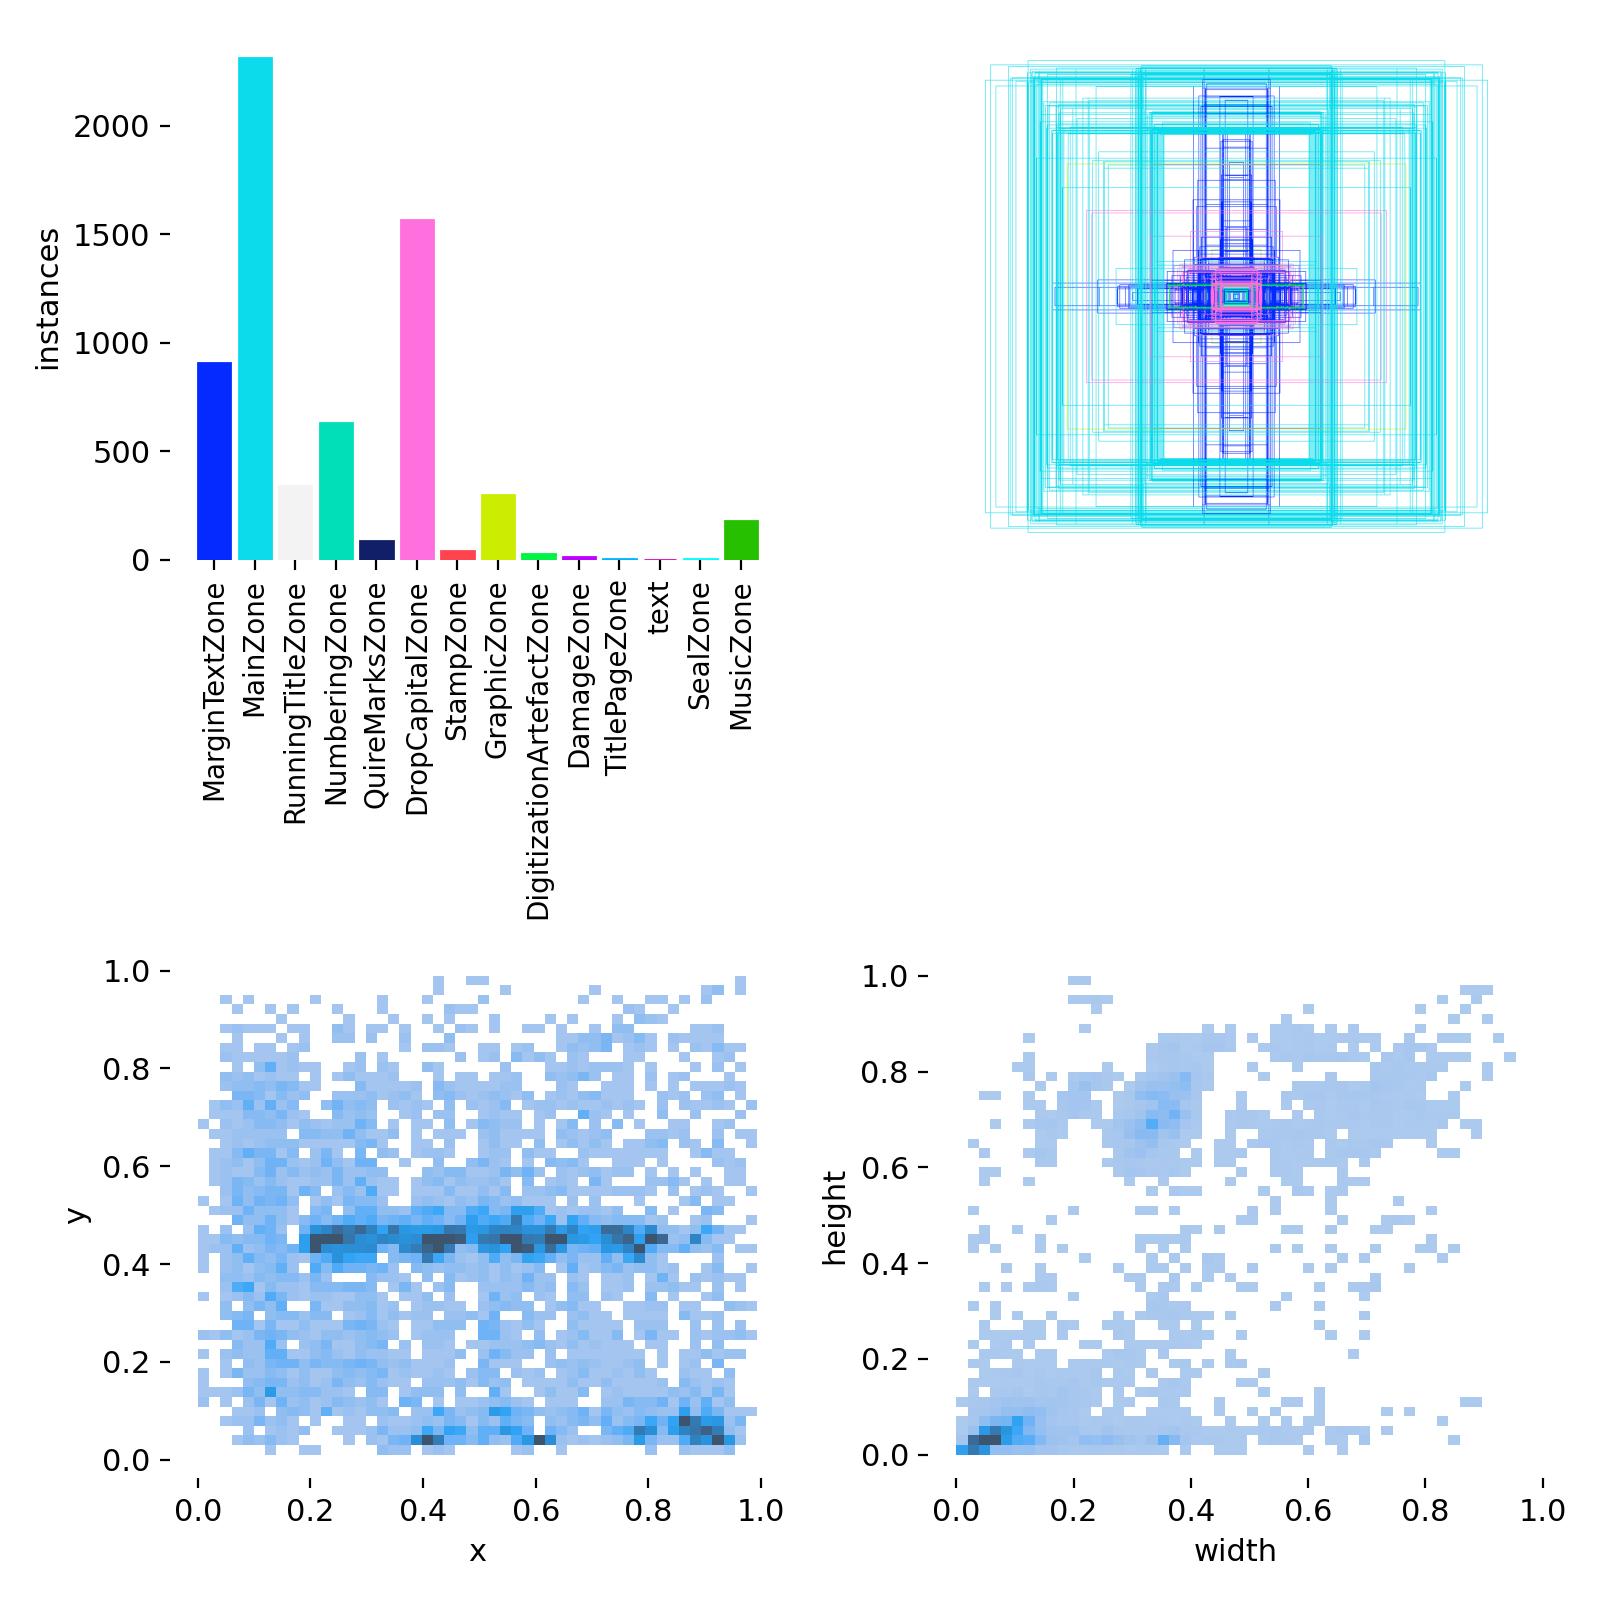 instances
2000
1500
1000
500
0
MarginTextZone
MainZone
RunningTitleZone
NumberingZone
QuireMarksZone
DropCapitalZone
StampZone
GraphicZone
DigitizationArtefactZone
DamageZone
TitlePageZone
text
SealZone
MusicZone
y
1.0
0.8
0.6
0.4
0.2
0.0
0.0 0.2 0.4 0.6 0.8 1.0
x
height
1.0
0.8
0.6
0.4
0.2
0.0
0.0 0.2 0.4 0.6 0.8 1.0
width